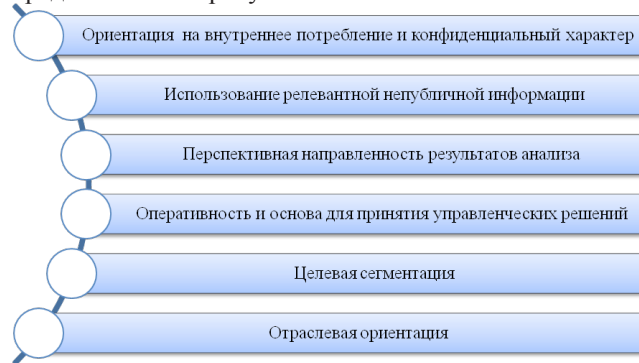 Ориентация на внутреннее потребление и конфиденциальный характер
Использование релевантной непубличной информации
Перспективная направленность результатов анализа
Оперативность и основа для принятия управленческих решений
Целевая сегментация
Отраслевая ориентация